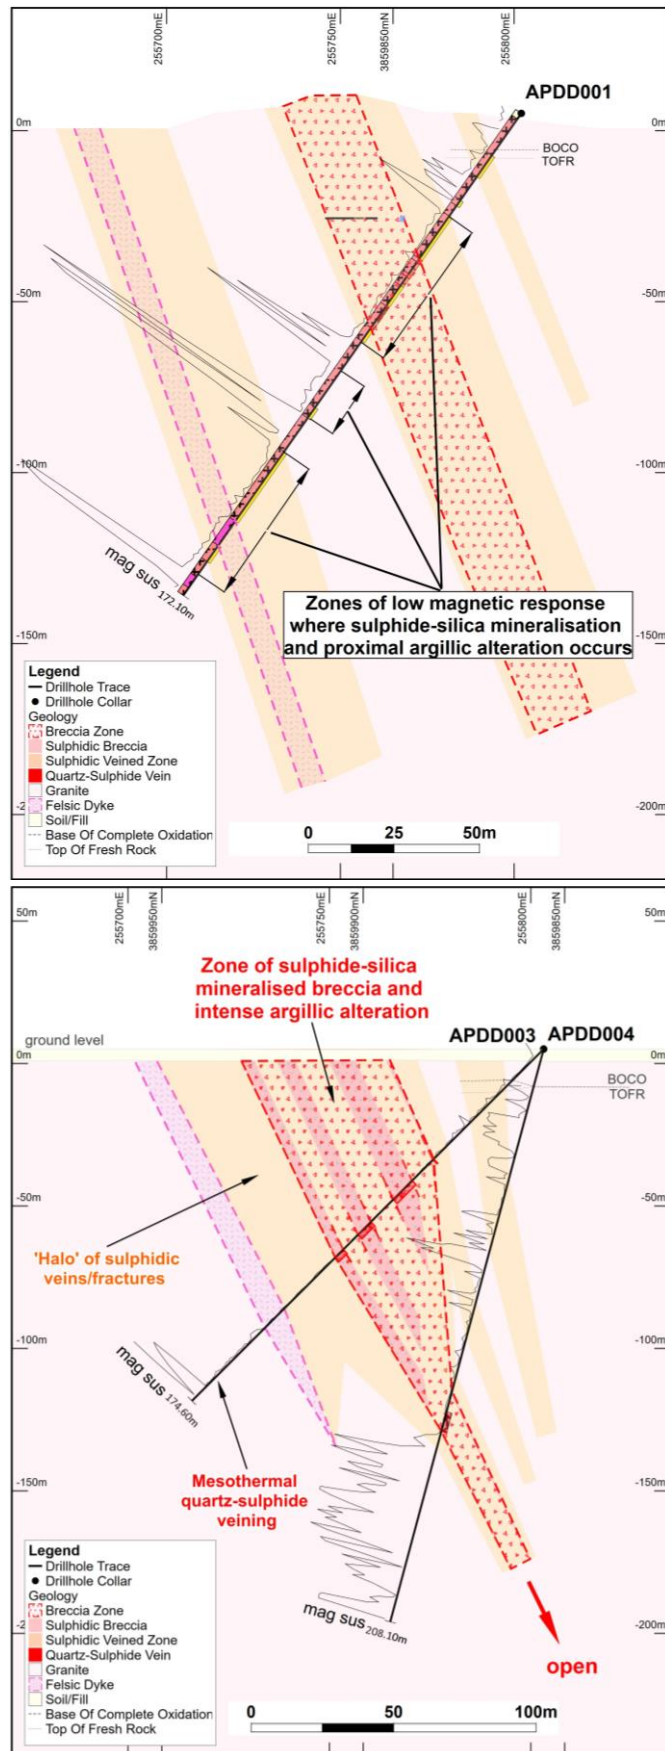 255700mE
255750mE
3859850mN
255800mE
APDD001
0m
0m
BOCO
TOFR
-50m
-50m
-100m
-100m
mag sus
172.10m
Zones of low magnetic response
where sulphide-silica mineralisation
and proximal argillic alteration occurs
-150m
Legend
Drillhole Trace
Drillhole Collar
Geology
Breccia Zone
Sulphidic Breccia
Sulphidic Veined Zone
Quartz-Sulphide Vein
Granite
Felsic Dyke
Soil/Fill
Base Of Complete Oxidation
Top Of Fresh Rock
-200m
0 25 50m
255700mE
3859950mN
255750mE
3859900mN
255800mE
3859850mN
50m
50m
Zone of sulphide-silica
mineralised breccia and
intense argillic alteration
ground level
APDD003 APDD004
0m
0m
BOCO
TOFR
-50m
-50m
'Halo' of sulphidic
veins/fractures
-100m
-100m
mag sus
174.60m
Mesothermal
quartz-sulphide
veining
-150m
-150m
Legend
Drillhole Trace
Drillhole Collar
Geology
Breccia Zone
Sulphidic Breccia
Sulphidic Veined Zone
Quartz-Sulphide Vein
Granite
Felsic Dyke
Soil/Fill
Base Of Complete Oxidation
Top Of Fresh Rock
mag sus
208.10m
-200m
open
0 50 100m